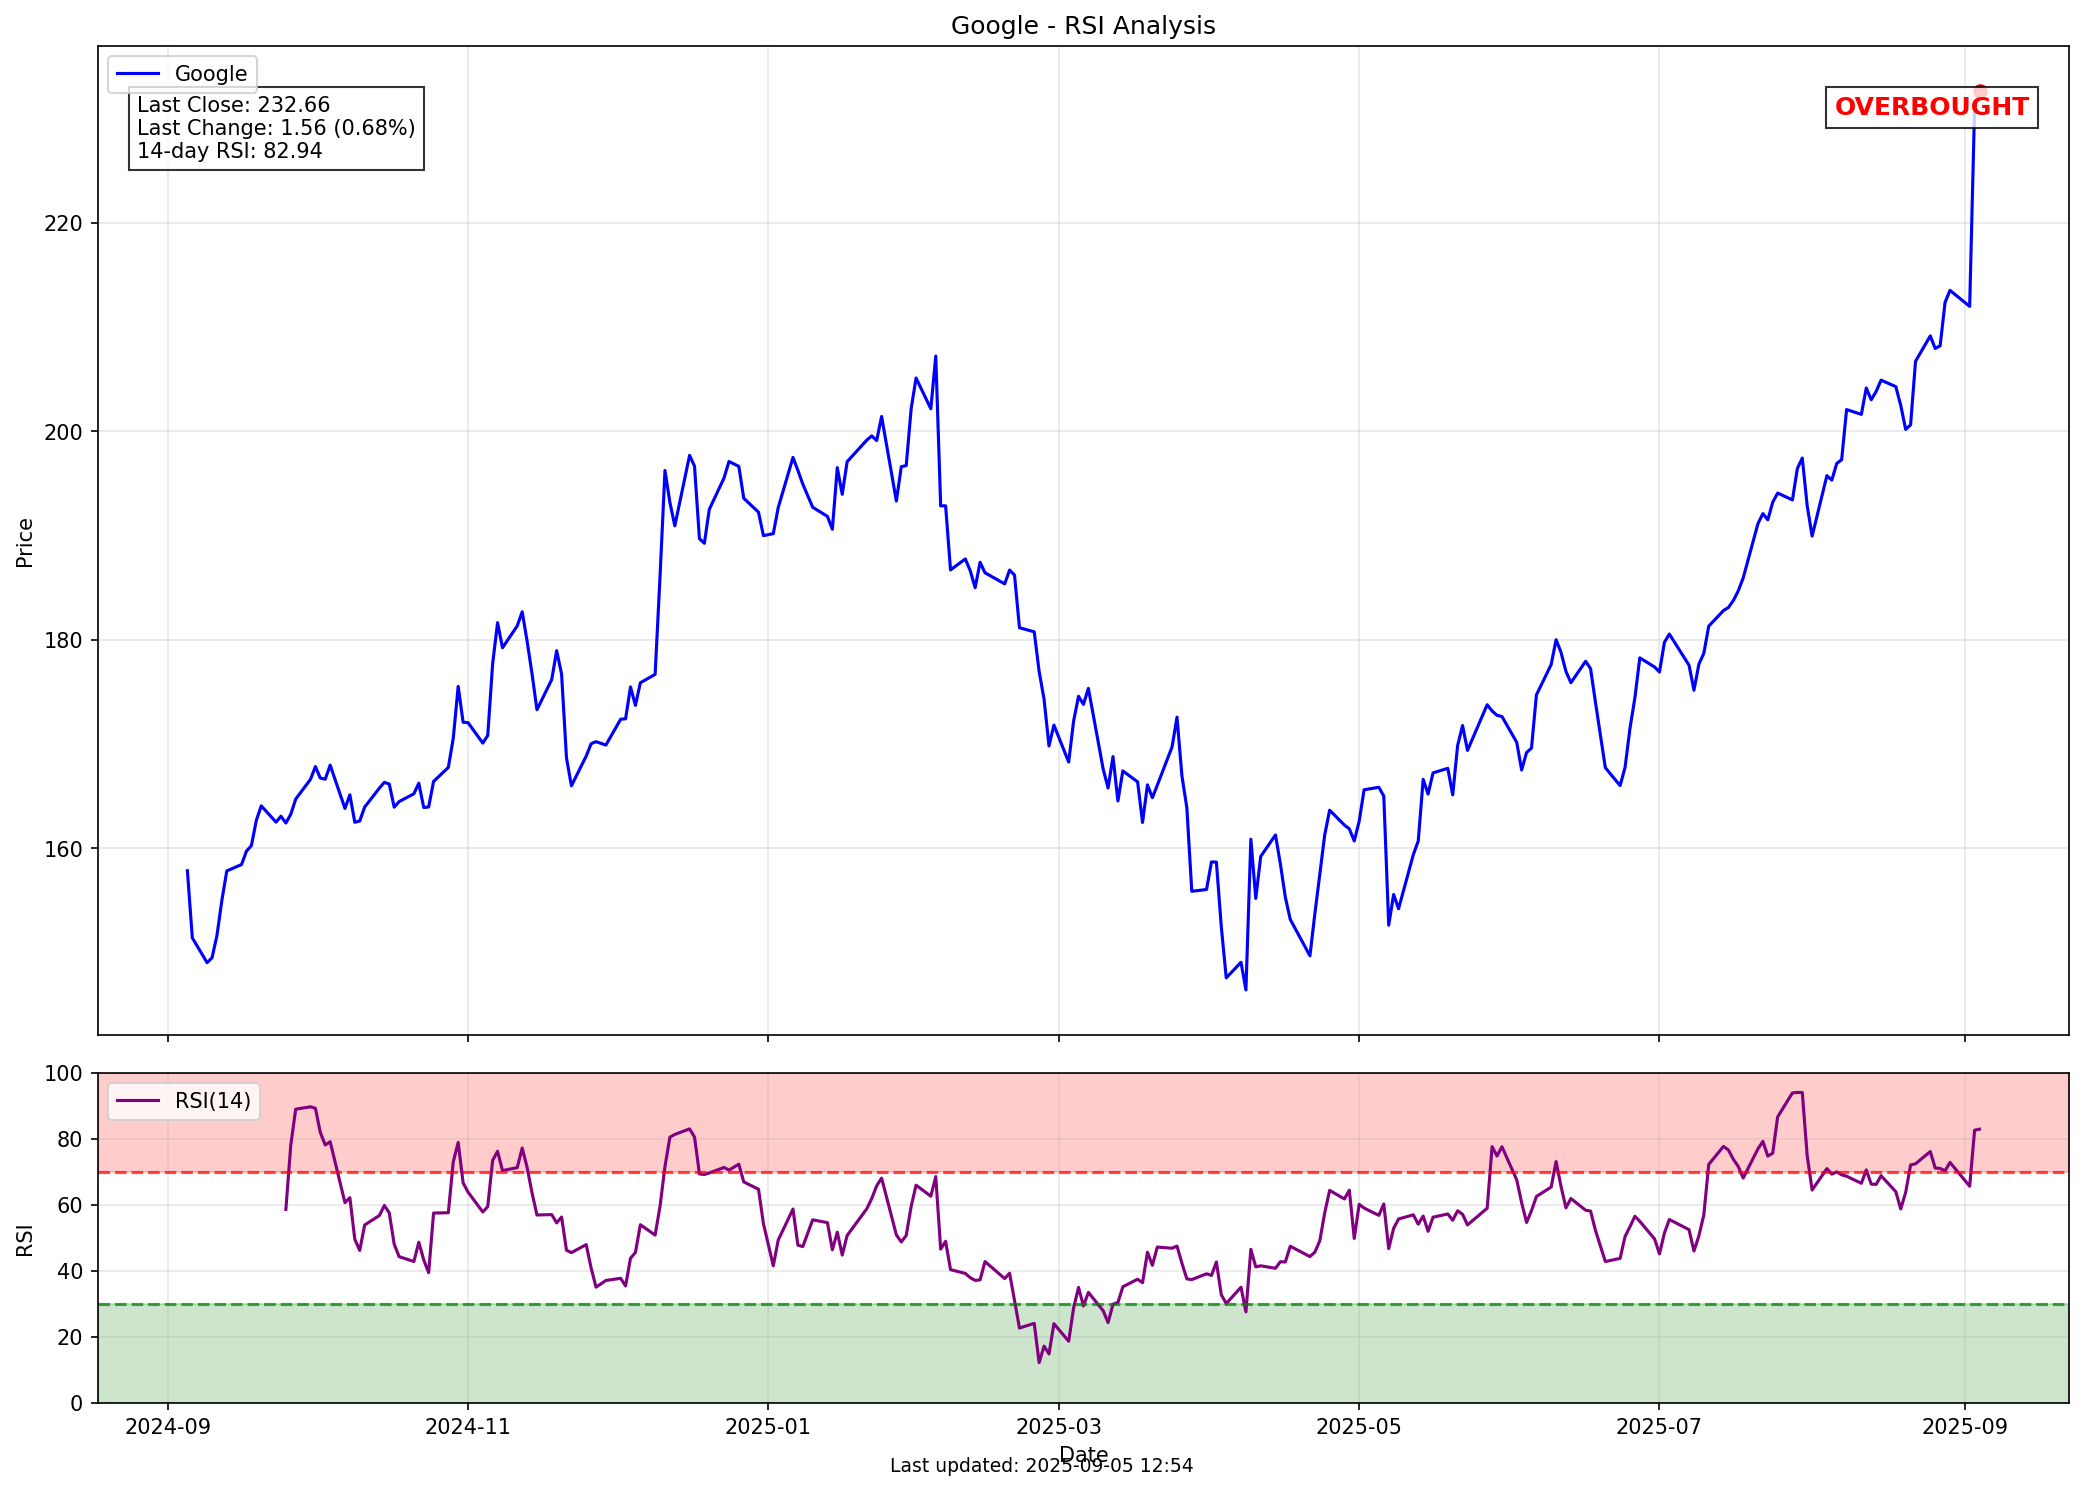 Google - RSI Analysis
Google
Last Close: 232.66
Last Change: 1.56 (0.68%)
14-day RSI: 82.94
OVERBOUGHT
220
200
180
160
Price
100
80
60
40
20
0
RSI
RSI(14)
2024-09
2024-11
2025-01
2025-03
2025-05
2025-07
2025-09
Date
Last updated: 2025-09-05 12:54